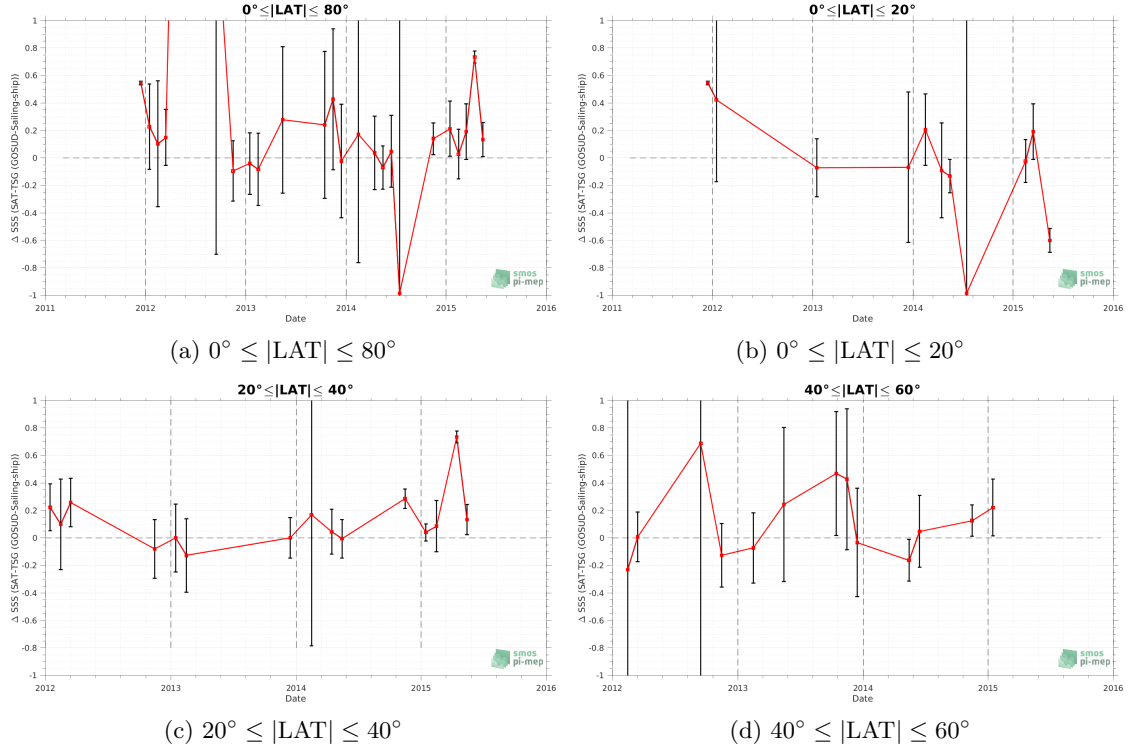 0°≤|LAT|≤ 80°
1
0.8
0.6
0.4
0.2
0
-0.2
-0.4
-0.6
-0.8
-1
Δ SSS (SAT-TSG (GOSUD-Sailing-ship))
2011 2012 2013 2014 2015 2016
Date
smos
pi-mep
(a) 0° ≤ |LAT| ≤ 80°
0°≤|LAT|≤ 20°
1
0.8
0.6
0.4
0.2
0
-0.2
-0.4
-0.6
-0.8
-1
Δ SSS (SAT-TSG (GOSUD-Sailing-ship))
2011 2012 2013 2014 2015 2016
Date
smos
pi-mep
(b) 0° ≤ |LAT| ≤ 20°
20°≤|LAT|≤ 40°
1
0.8
0.6
0.4
0.2
0
-0.2
-0.4
-0.6
-0.8
-1
Δ SSS (SAT-TSG (GOSUD-Sailing-ship))
2012 2013 2014 2015 2016
Date
smos
pi-mep
(c) 20° ≤ |LAT| ≤ 40°
40°≤|LAT|≤ 60°
1
0.8
0.6
0.4
0.2
0
-0.2
-0.4
-0.6
-0.8
-1
Δ SSS (SAT-TSG (GOSUD-Sailing-ship))
2012 2013 2014 2015 2016
Date
smos
pi-mep
(d) 40° ≤ |LAT| ≤ 60°